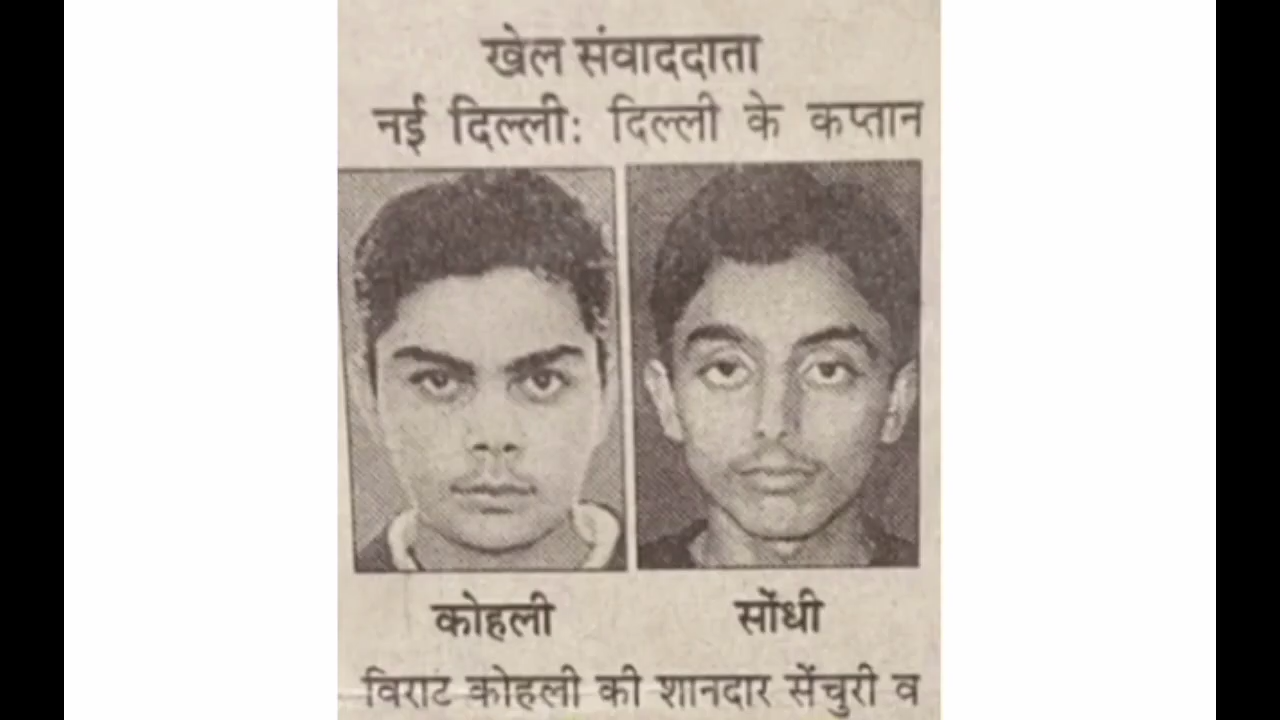 खेल संवाददाता
नई दिल्ली: दिल्ली के कप्तान
कोहली
सोंधी
विराट कोहली की शानदार सेंचुरी व